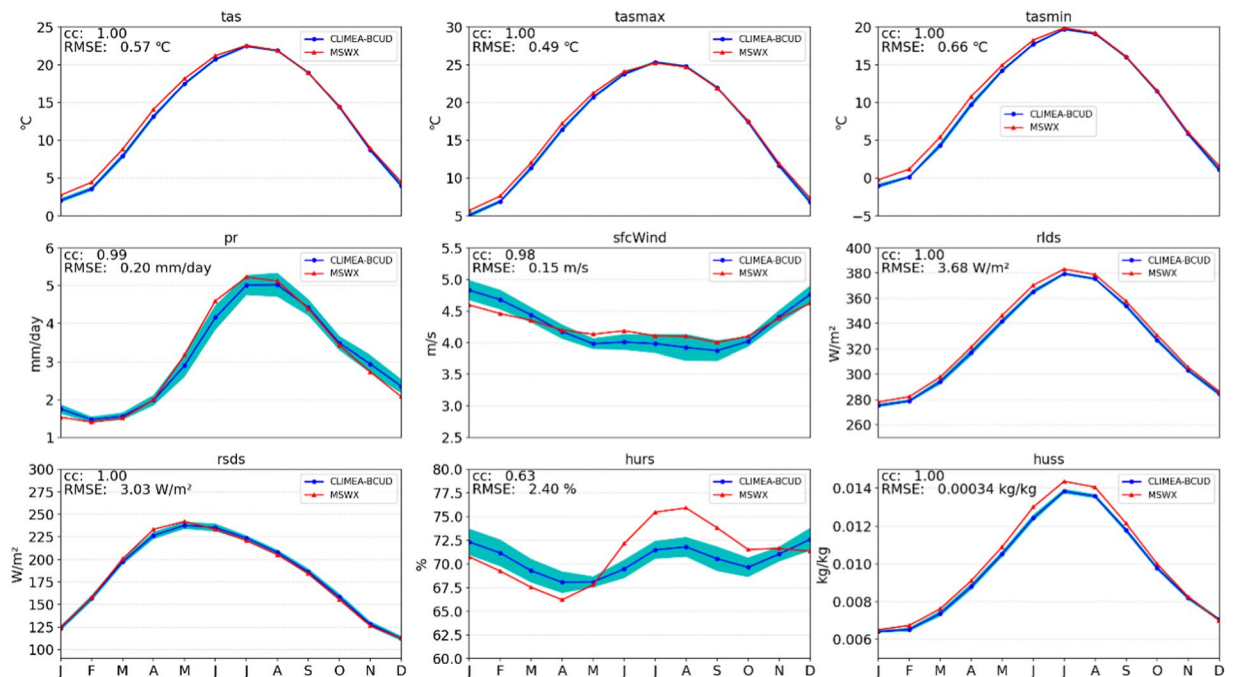 tas
cc: 1.00
RMSE: 0.57 ℃
CLIMEA-BCUD
MSWX
25
20
15
10
5
0
℃
tasmax
cc: 1.00
RMSE: 0.49 ℃
CLIMEA-BCUD
MSWX
30
25
20
15
10
5
℃
tasmin
cc: 1.00
RMSE: 0.66 ℃
CLIMEA-BCUD
MSWX
20
15
10
5
0
−5
℃
pr
cc: 0.99
RMSE: 0.20 mm/day
CLIMEA-BCUD
MSWX
6
5
4
3
2
1
mm/day
sfcWind
cc: 0.98
RMSE: 0.15 m/s
CLIMEA-BCUD
MSWX
5.5
5.0
4.5
4.0
3.5
3.0
2.5
m/s
rlds
cc: 1.00
RMSE: 3.68 W/m²
CLIMEA-BCUD
MSWX
400
380
360
340
320
300
280
260
W/m²
rsds
cc: 1.00
RMSE: 3.03 W/m²
CLIMEA-BCUD
MSWX
300
275
250
225
200
175
150
125
100
W/m²
J F M A M J J A S O N D
hurs
cc: 0.63
RMSE: 2.40 %
CLIMEA-BCUD
MSWX
80.0
77.5
75.0
72.5
70.0
67.5
65.0
62.5
60.0
%
J F M A M J J A S O N D
huss
cc: 1.00
RMSE: 0.00034 kg/kg
CLIMEA-BCUD
MSWX
0.014
0.012
0.010
0.008
0.006
kg/kg
J F M A M J J A S O N D